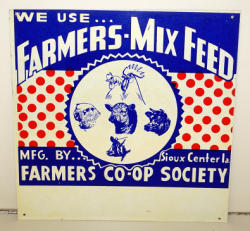 WE USE...
FARMERS-MIX FEED
MFG. BY.. Sioux Center Ia.
FARMERS CO-OP SOCIETY